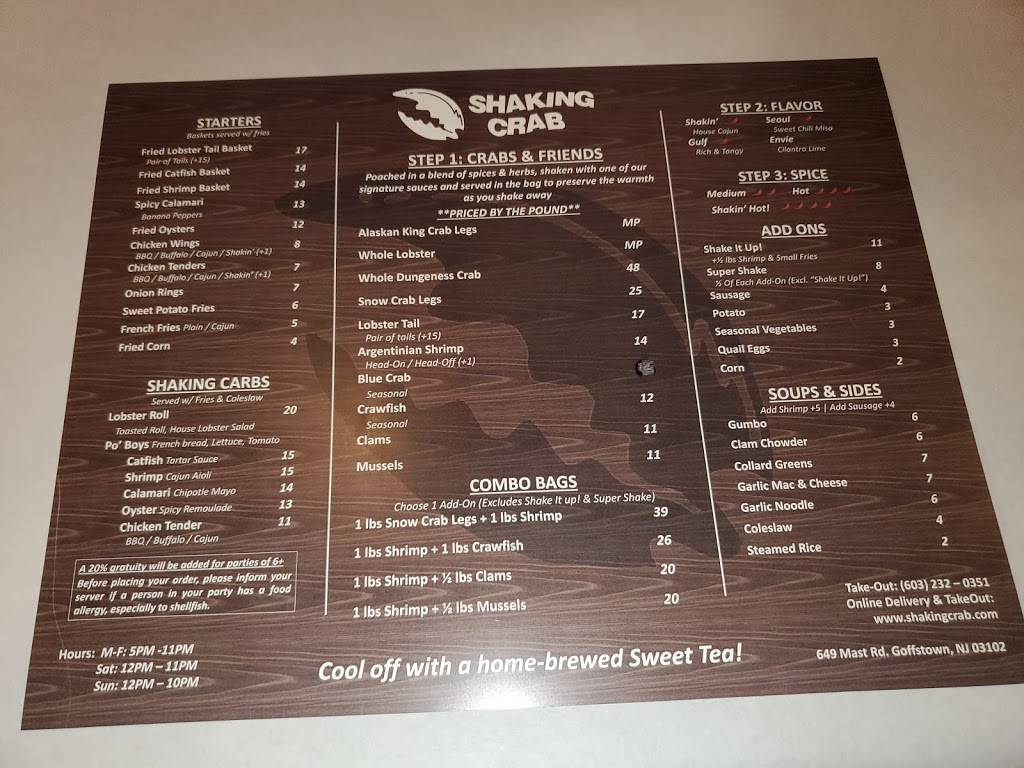 SHAKING
CRAB
STARTERS
Baskets served w/ fries
Fried Lobster Tail Basket 17
Pair of Tails (+15)
Fried Catfish Basket 14
Fried Shrimp Basket 14
Spicy Calamari 13
Banana Peppers
Fried Oysters 12
Chicken Wings 8
BBQ / Buffalo / Cajun / Shakin' (+1)
Chicken Tenders 7
BBQ / Buffalo / Cajun / Shakin' (+1)
Onion Rings 7
Sweet Potato Fries 6
French Fries Plain / Cajun 5
Fried Corn 4
SHAKING CARBS
Served w/ Fries & Coleslaw
Lobster Roll 20
Toasted Roll, House Lobster Salad
Po' Boys French bread, Lettuce, Tomato
Catfish Tartar Sauce 15
Shrimp Cajun Aioli 15
Calamari Chipotle Mayo 14
Oyster Spicy Remoulade 13
Chicken Tender 11
BBQ / Buffalo / Cajun
A 20% gratuity will be added for parties of 6+
Before placing your order, please inform your
server if a person in your party has a food
allergy, especially to shellfish.
Hours: M-F: 5PM -11PM
Sat: 12PM – 11PM
Sun: 12PM – 10PM
STEP 1: CRABS & FRIENDS
Poached in a blend of spices & herbs, shaken with one of our
signature sauces and served in the bag to preserve the warmth
as you shake away
**PRICED BY THE POUND**
Alaskan King Crab Legs MP
Whole Lobster MP
Whole Dungeness Crab 48
Snow Crab Legs 25
Lobster Tail 17
Pair of tails (+15)
Argentinian Shrimp 14
Head-On / Head-Off (+1)
Blue Crab
Seasonal
Crawfish 12
Seasonal
Clams 11
Mussels 11
COMBO BAGS
Choose 1 Add-On (Excludes Shake It up! & Super Shake)
1 lbs Snow Crab Legs + 1 lbs Shrimp 39
1 lbs Shrimp + 1 lbs Crawfish 26
1 lbs Shrimp + ½ lbs Clams 20
1 lbs Shrimp + ½ lbs Mussels 20
Cool off with a home-brewed Sweet Tea!
STEP 2: FLAVOR
Shakin' Seoul
House Cajun Sweet Chili Miso
Gulf Envie
Rich & Tangy Cilantro Lime
STEP 3: SPICE
Medium Hot
Shakin' Hot!
ADD ONS
Shake It Up! 11
+½ lbs Shrimp & Small Fries
Super Shake 8
½ Of Each Add-On (Excl. "Shake It Up!")
Sausage 4
Potato 3
Seasonal Vegetables 3
Quail Eggs 3
Corn 2
SOUPS & SIDES
Add Shrimp +5 | Add Sausage +4
Gumbo 6
Clam Chowder 6
Collard Greens 7
Garlic Mac & Cheese 7
Garlic Noodle 6
Coleslaw 4
Steamed Rice 2
Take-Out: (603) 232 – 0351
Online Delivery & TakeOut:
www.shakingcrab.com
649 Mast Rd. Goffstown, NJ 03102